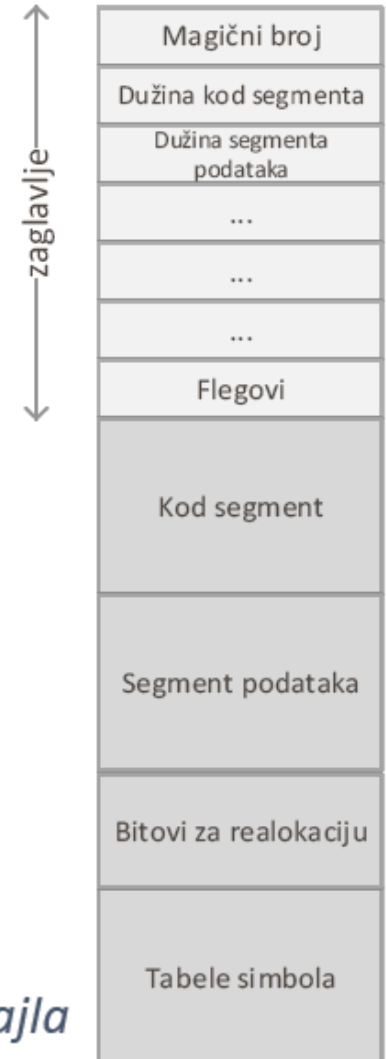 Magični broj
Dužina kod segmenta
Dužina segmenta
podataka
...
...
...
Flegovi
zaglavlje
Kod segment
Segment podataka
Bitovi za realokaciju
Tabele simbola
ajla